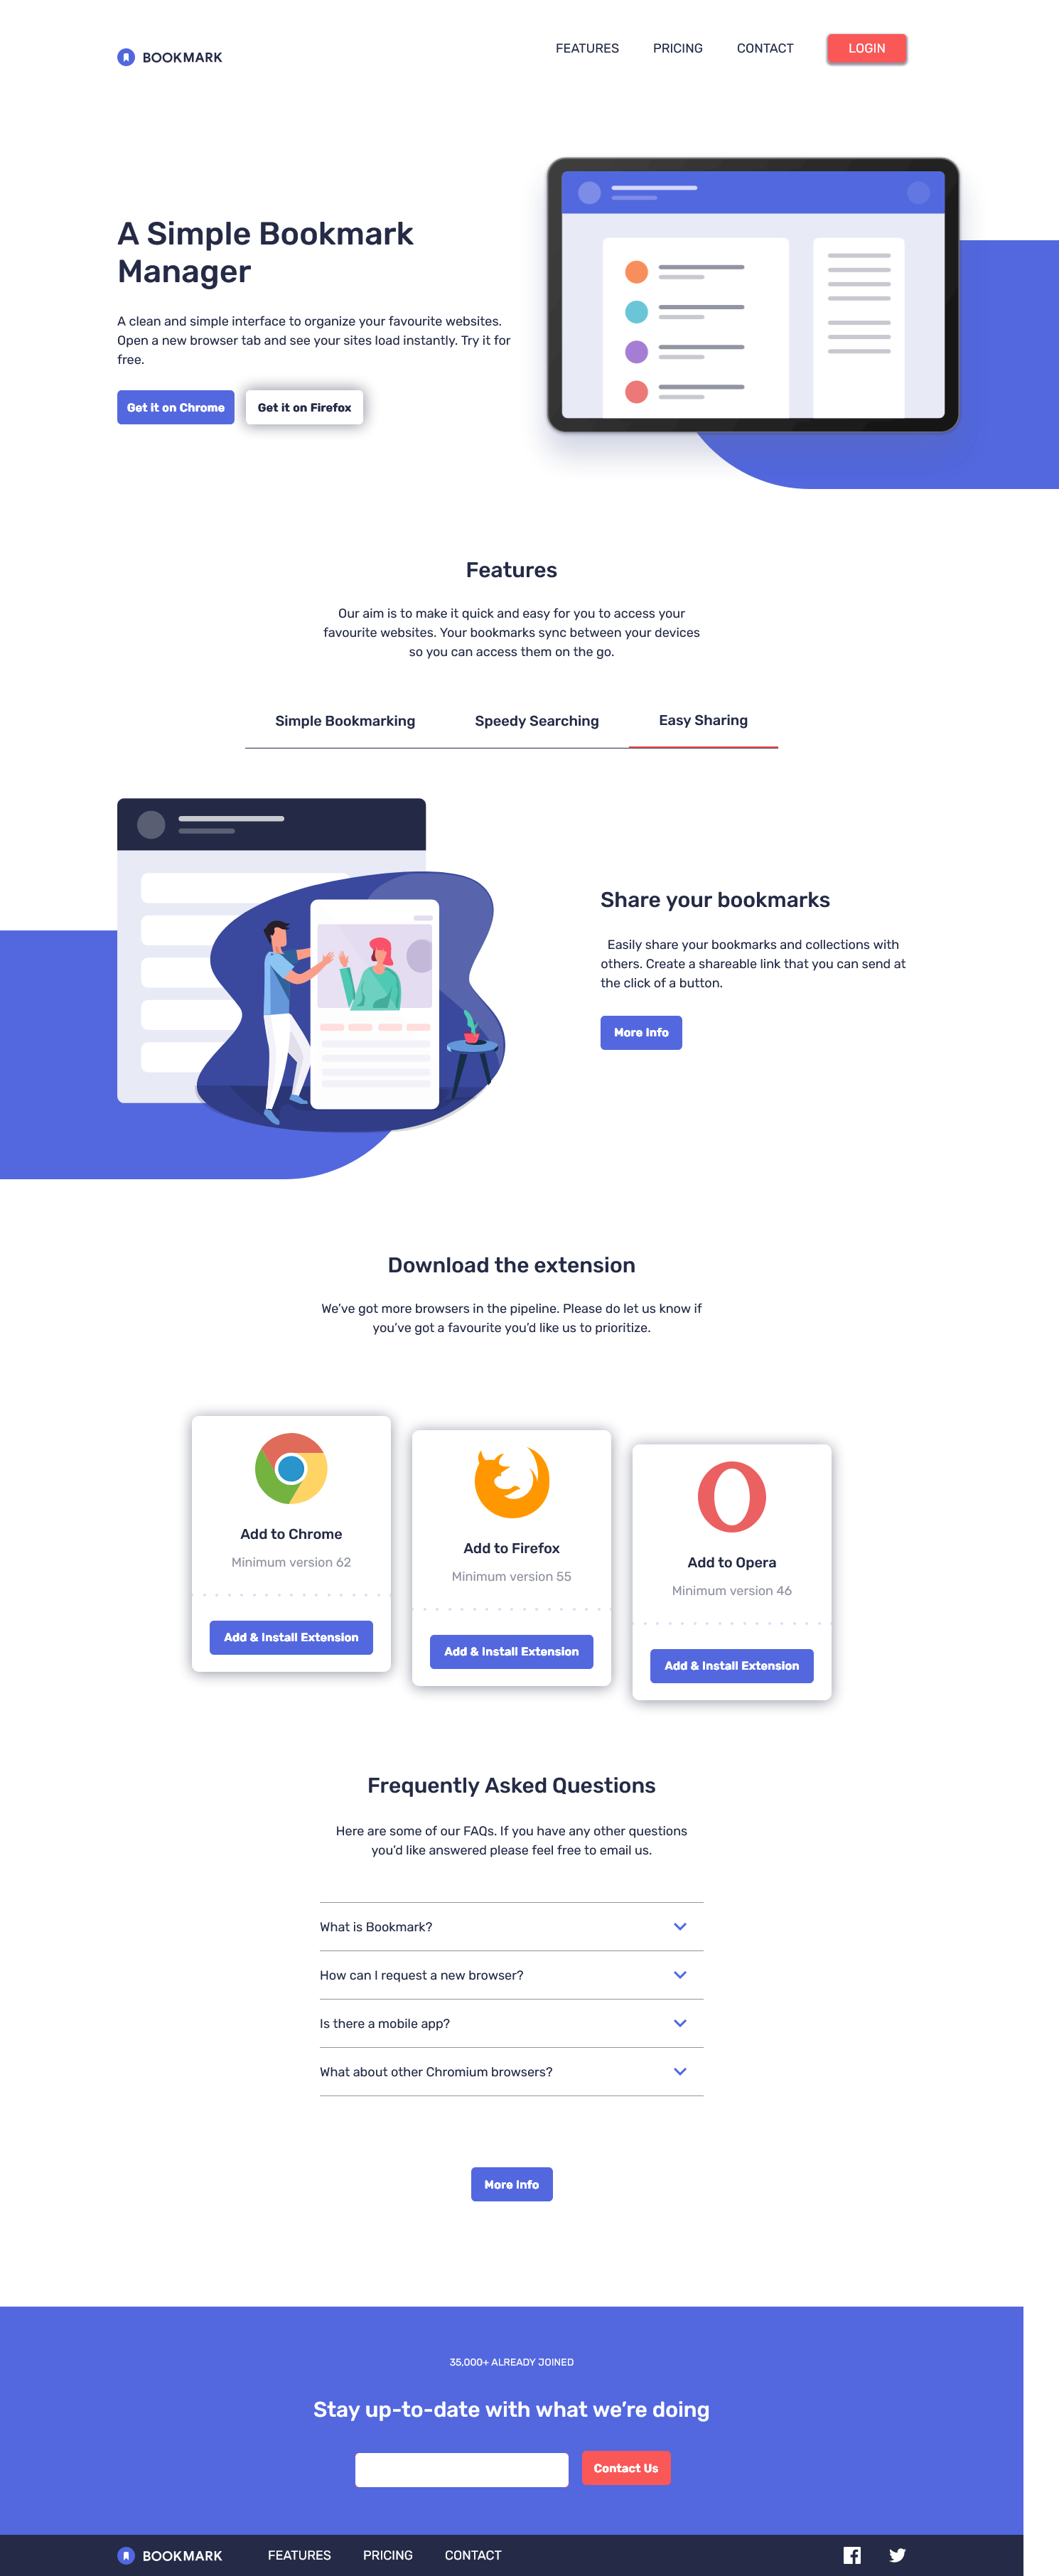 BOOKMARK
FEATURES PRICING CONTACT LOGIN
A Simple Bookmark
Manager
A clean and simple interface to organize your favourite websites.
Open a new browser tab and see your sites load instantly. Try it for
free.
Get it on Chrome Get it on Firefox
Features
Our aim is to make it quick and easy for you to access your
favourite websites. Your bookmarks sync between your devices
so you can access them on the go.
Simple Bookmarking Speedy Searching Easy Sharing
Share your bookmarks
Easily share your bookmarks and collections with
others. Create a shareable link that you can send at
the click of a button.
More Info
Download the extension
We've got more browsers in the pipeline. Please do let us know if
you've got a favourite you'd like us to prioritize.
Add to Chrome
Minimum version 62
Add & Install Extension
Add to Firefox
Minimum version 55
Add & Install Extension
Add to Opera
Minimum version 46
Add & Install Extension
Frequently Asked Questions
Here are some of our FAQs. If you have any other questions
you'd like answered please feel free to email us.
What is Bookmark?
How can I request a new browser?
Is there a mobile app?
What about other Chromium browsers?
More Info
35,000+ ALREADY JOINED
Stay up-to-date with what we're doing
Contact Us
BOOKMARK FEATURES PRICING CONTACT